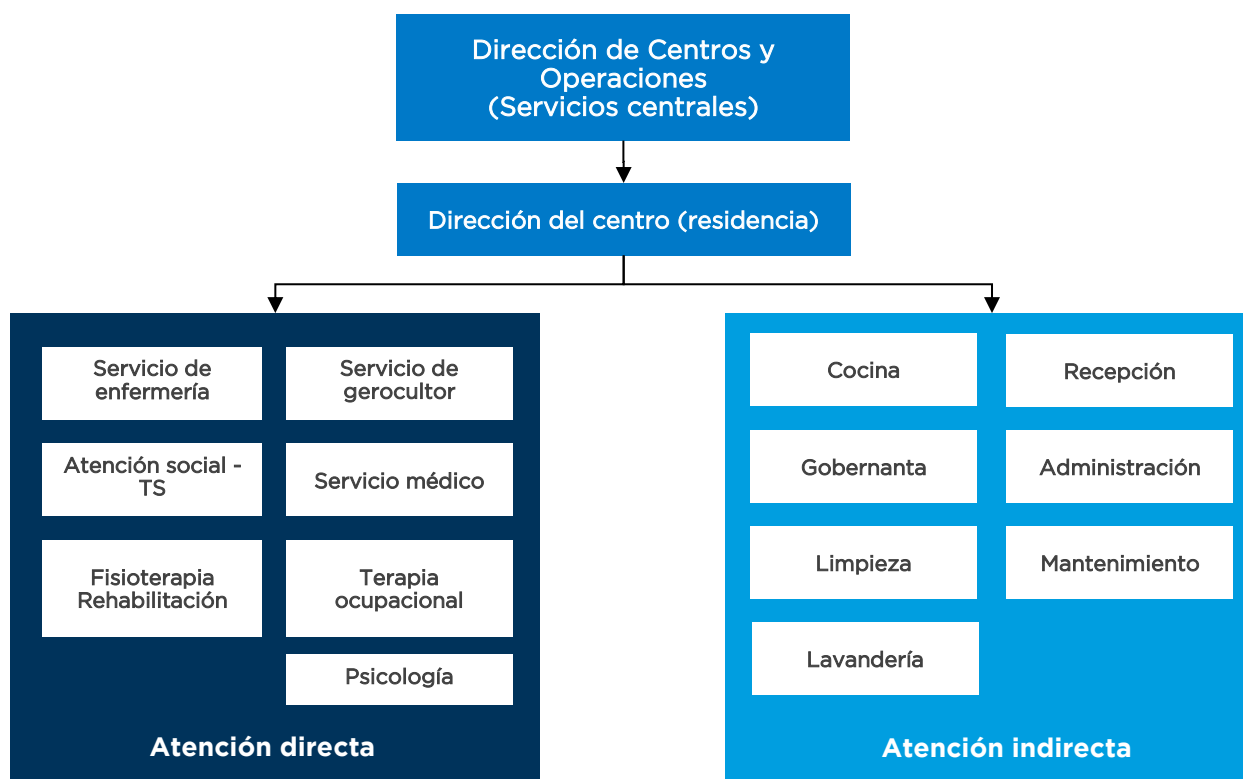 Dirección de Centros y
Operaciones
(Servicios centrales)
Dirección del centro (residencia)
Servicio de
enfermería
Servicio de
gerocultor
Atención social -
TS
Servicio médico
Fisioterapia
Rehabilitación
Terapia
ocupacional
Psicología
Atención directa
Cocina
Recepción
Gobernanta
Administración
Limpieza
Mantenimiento
Lavandería
Atención indirecta